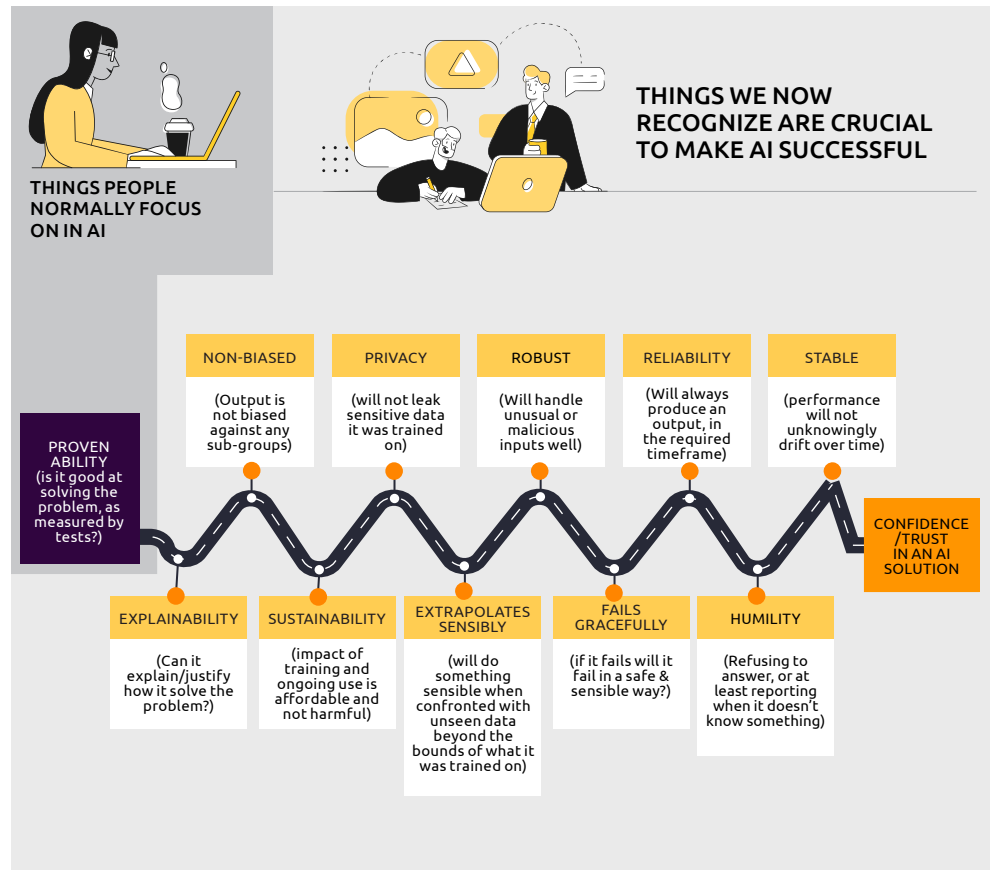 THINGS PEOPLE
NORMALLY FOCUS
ON IN AI
THINGS WE NOW
RECOGNIZE ARE CRUCIAL
TO MAKE AI SUCCESSFUL
PROVEN
ABILITY
(is it good at
solving the
problem, as
measured by
tests?)
NON-BIASED
(Output is
not biased
against any
sub-groups)
PRIVACY
(will not leak
sensitive data
it was trained
on)
ROBUST
(Will handle
unusual or
malicious
inputs well)
RELIABILITY
(Will always
produce an
output, in
the required
timeframe)
STABLE
(performance
will not
unknowingly
drift over time)
EXPLAINABILITY
(Can it
explain/justify
how it solve the
problem?)
SUSTAINABILITY
(impact of
training and
ongoing use is
affordable and
not harmful)
EXTRAPOLATES
SENSIBLY
(will do
something
sensible when
confronted with
unseen data
beyond the
bounds of what it
was trained on)
FAILS
GRACEFULLY
(if it fails will it
fail in a safe &
sensible way?)
HUMILITY
(Refusing to
answer, or at
least reporting
when it doesn't
know something)
CONFIDENCE
/TRUST
IN AN AI
SOLUTION